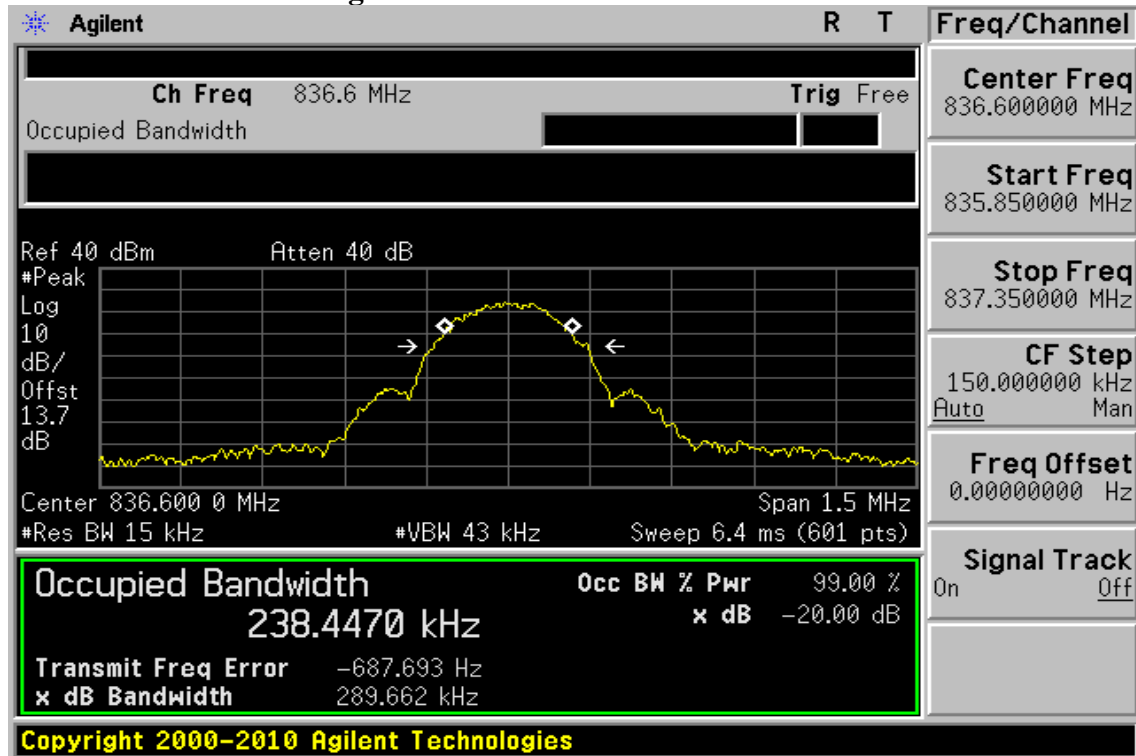 Agilent R T
Freq/Channel
Ch Freq 836.6 MHz Trig Free
Occupied Bandwidth
Center Freq
836.600000 MHz
Start Freq
835.850000 MHz
Stop Freq
837.350000 MHz
CF Step
150.000000 kHz
Auto Man
Freq Offset
0.00000000 Hz
Signal Track
On Off
Ref 40 dBm Atten 40 dB
#Peak
Log
10
dB/
Offst
13.7
dB
Center 836.600 0 MHz Span 1.5 MHz
#Res BW 15 kHz #VBW 43 kHz Sweep 6.4 ms (601 pts)
Occupied Bandwidth Occ BW % Pwr 99.00 %
238.4470 kHz x dB -20.00 dB
Transmit Freq Error -687.693 Hz
x dB Bandwidth 289.662 kHz
Copyright 2000-2010 Agilent Technologies